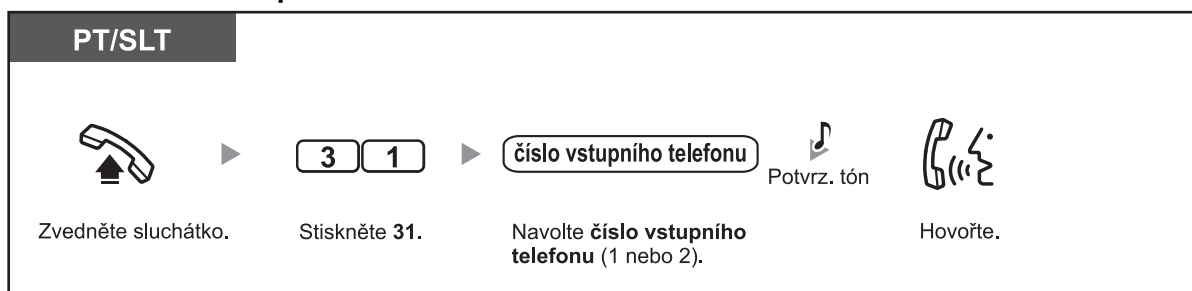 PT/SLT
3 1
číslo vstupního telefonu
Potvrz. tón
Zvedněte sluchátko.
Stiskněte 31.
Navolte číslo vstupního
telefonu (1 nebo 2).
Hovořte.